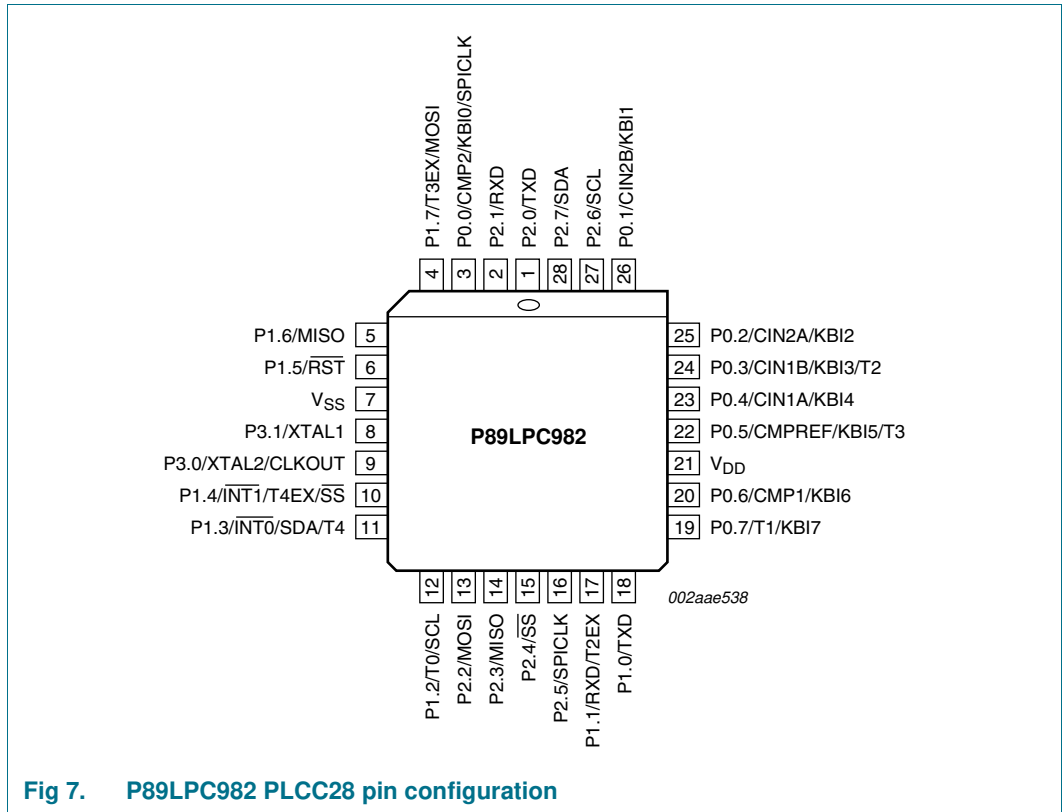 P1.7/T3EX/MOSI
P0.0/CMP2/KBI0/SPICLK
P2.1/RXD
P2.0/TXD
P2.7/SDA
P2.6/SCL
P0.1/CIN2B/KBI1
4
3
2
1
28
27
26
P1.6/MISO 5
P1.5/R̅S̅T̅ 6
VSS 7
P3.1/XTAL1 8
P3.0/XTAL2/CLKOUT 9
P1.4/I̅N̅T̅1̅/T4EX/S̅S̅ 10
P1.3/I̅N̅T̅0̅/SDA/T4 11
P89LPC982
25 P0.2/CIN2A/KBI2
24 P0.3/CIN1B/KBI3/T2
23 P0.4/CIN1A/KBI4
22 P0.5/CMPREF/KBI5/T3
21 VDD
20 P0.6/CMP1/KBI6
19 P0.7/T1/KBI7
12
13
14
15
16
17
18
P1.2/T0/SCL
P2.2/MOSI
P2.3/MISO
P2.4/S̅S̅
P2.5/SPICLK
P1.1/RXD/T2EX
P1.0/TXD
002aae538
Fig 7. P89LPC982 PLCC28 pin configuration